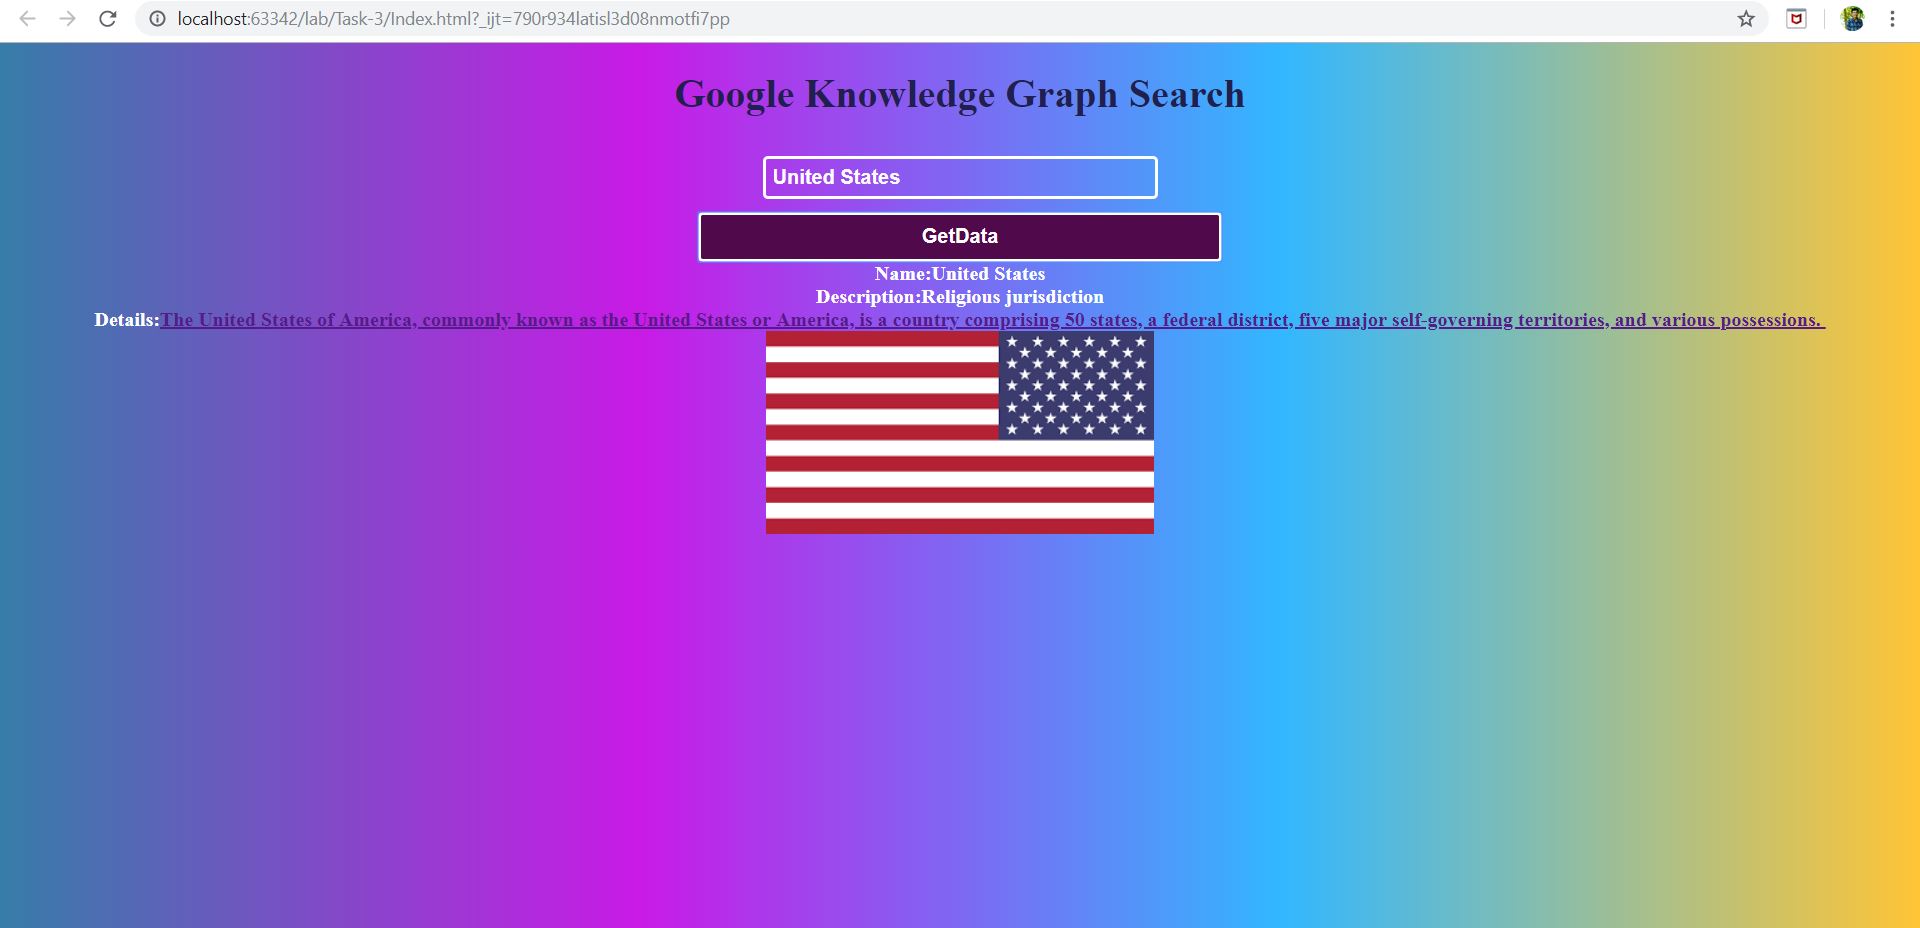 localhost:63342/lab/Task-3/Index.html?_ijt=790r934latisl3d08nmotfi7pp
Google Knowledge Graph Search
United States
GetData
Name:United States
Description:Religious jurisdiction
Details:The United States of America, commonly known as the United States or America, is a country comprising 50 states, a federal district, five major self-governing territories, and various possessions.